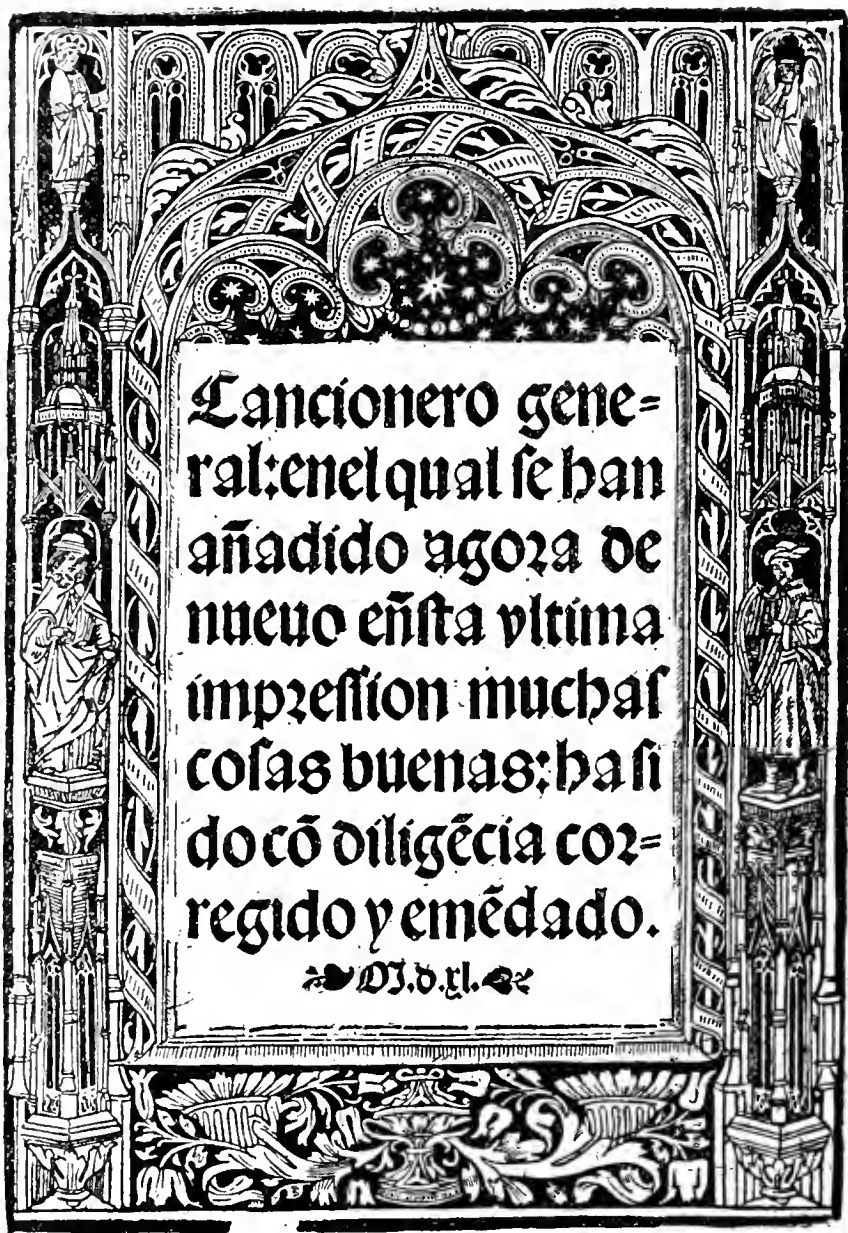 Cancionero gene=
ral:enel qual se han
añadido agora de
nueuo eñsta vltima
impression muchas
cosas buenas:ha si
do cõ diligẽcia cor=
regido y emẽdado.
M.d.xl.